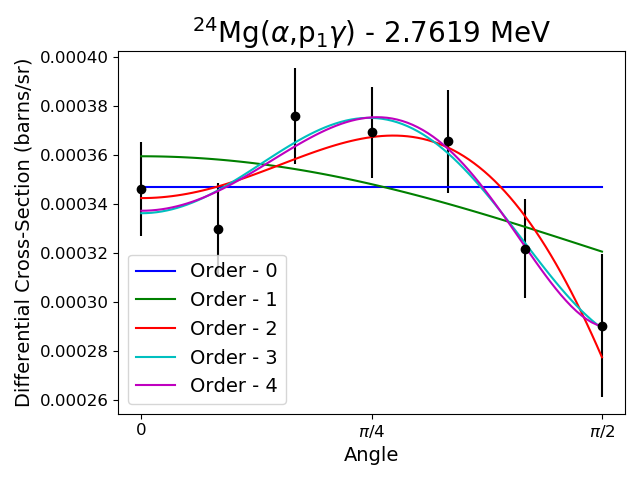 ²⁴Mg(α,p₁γ) - 2.7619 MeV
Differential Cross-Section (barns/sr)
0.00040
0.00038
0.00036
0.00034
0.00032
0.00030
0.00028
0.00026
Order - 0
Order - 1
Order - 2
Order - 3
Order - 4
0
π/4
π/2
Angle